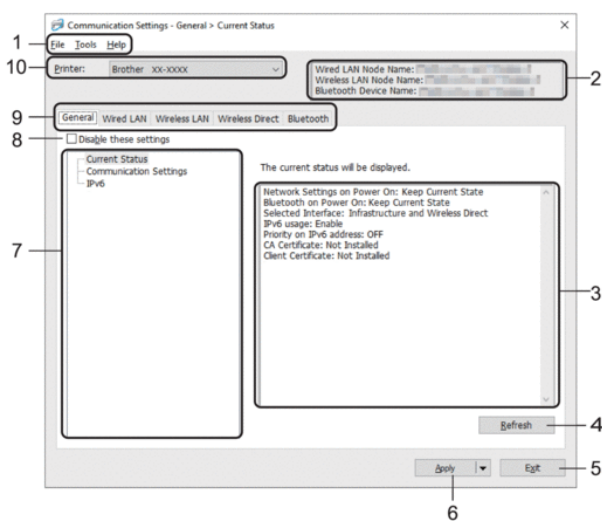 Communication Settings - General > Current Status
1
File Tools Help
10
Printer: Brother XX-XXXX
Wired LAN Node Name:
Wireless LAN Node Name:
Bluetooth Device Name:
2
9
General Wired LAN Wireless LAN Wireless Direct Bluetooth
8
Disable these settings
Current Status
Communication Settings
IPv6
7
The current status will be displayed.
Network Settings on Power On: Keep Current State
Bluetooth on Power On: Keep Current State
Selected Interface: Infrastructure and Wireless Direct
IPv6 usage: Enable
Priority on IPv6 address: OFF
CA Certificate: Not Installed
Client Certificate: Not Installed
3
Refresh
4
Apply
Exit
5
6